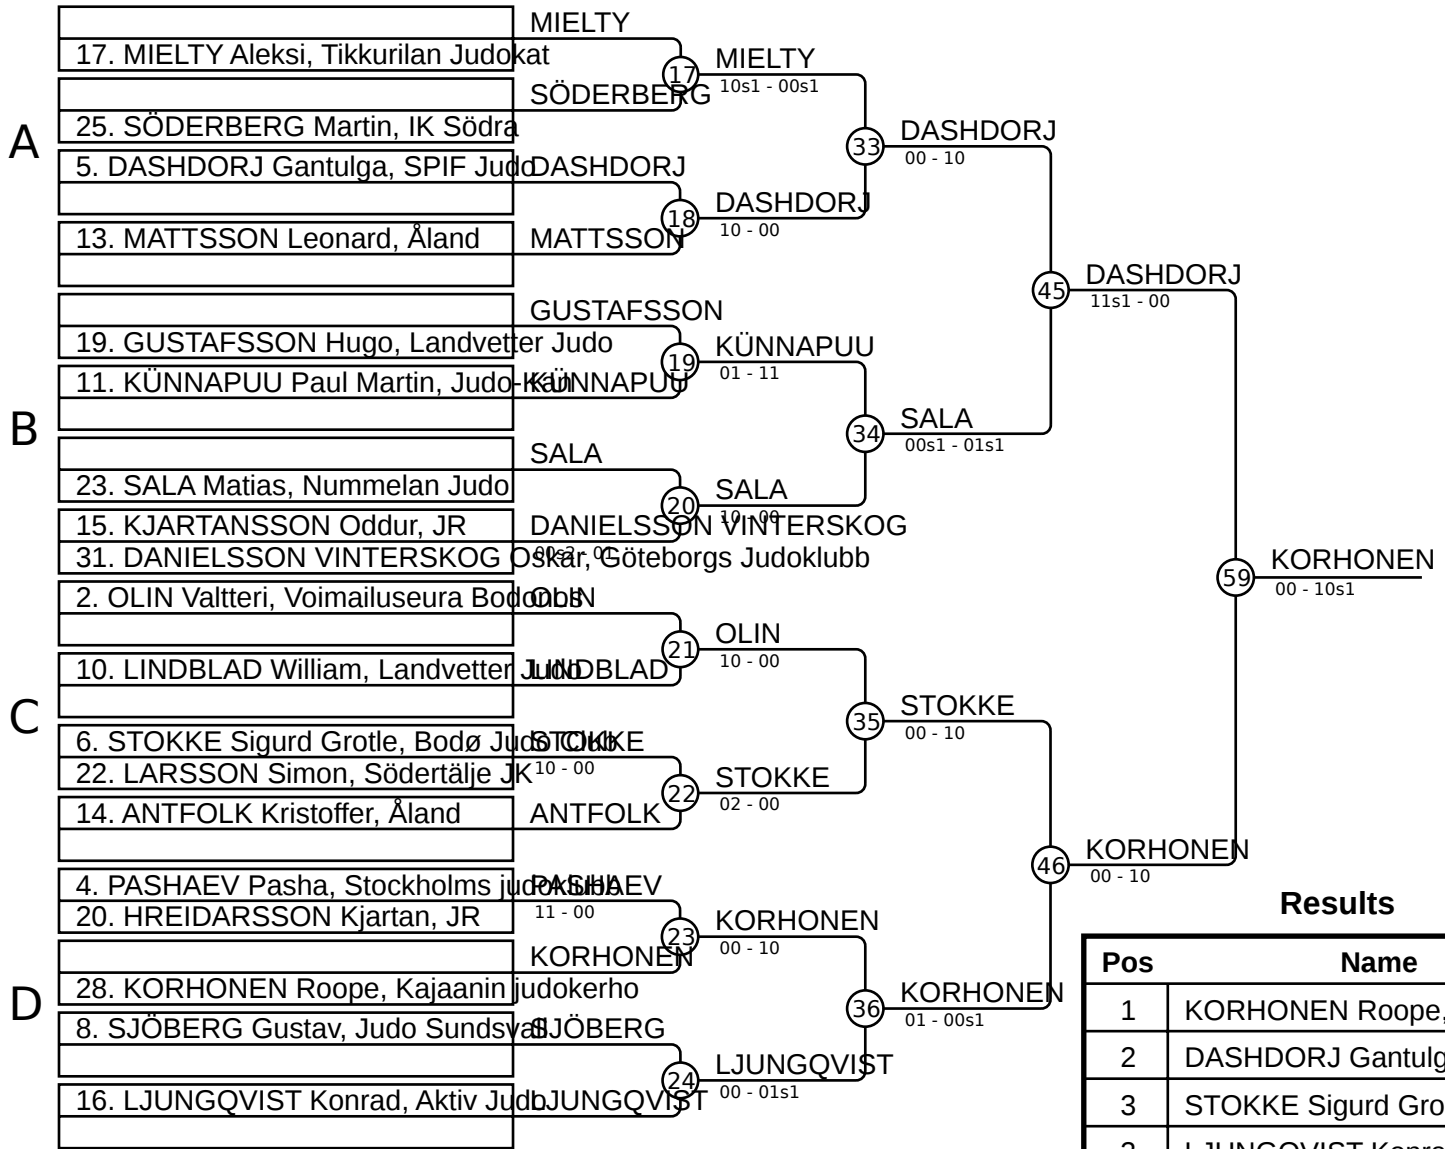 MIELTY
17. MIELTY Aleksi, Tikkurilan Judokat
17
MIELTY
10s1 - 00s1
SÖDERBERG
25. SÖDERBERG Martin, IK Södra
A
33
DASHDORJ
00 - 10
5. DASHDORJ Gantulga, SPIF Judo
DASHDORJ
18
DASHDORJ
10 - 00
13. MATTSSON Leonard, Åland
MATTSSON
45
DASHDORJ
11s1 - 00
GUSTAFSSON
19. GUSTAFSSON Hugo, Landvetter Judo
19
KÜNNAPUU
01 - 11
11. KÜNNAPUU Paul Martin, Judo-Kan
KÜNNAPUU
B
34
SALA
00s1 - 01s1
SALA
23. SALA Matias, Nummelan Judo
20
SALA
10 - 00
15. KJARTANSSON Oddur, JR
DANIELSSON VINTERSKOG
00s2 - 01
31. DANIELSSON VINTERSKOG Oskar, Göteborgs Judoklubb
59
KORHONEN
00 - 10s1
2. OLIN Valtteri, Voimailuseura Bodonos
OLIN
21
OLIN
10 - 00
10. LINDBLAD William, Landvetter Judo
LINDBLAD
C
35
STOKKE
00 - 10
6. STOKKE Sigurd Grotle, Bodø Judo Club
STOKKE
10 - 00
22. LARSSON Simon, Södertälje JK
22
STOKKE
02 - 00
14. ANTFOLK Kristoffer, Åland
ANTFOLK
46
KORHONEN
00 - 10
4. PASHAEV Pasha, Stockholms judoklubb
PASHAEV
11 - 00
20. HREIDARSSON Kjartan, JR
23
KORHONEN
00 - 10
KORHONEN
28. KORHONEN Roope, Kajaanin judokerho
D
36
KORHONEN
01 - 00s1
8. SJÖBERG Gustav, Judo Sundsvall
SJÖBERG
24
LJUNGQVIST
00 - 01s1
16. LJUNGQVIST Konrad, Aktiv Judo
LJUNGQVIST
Results
Pos Name
1 KORHONEN Roope,
2 DASHDORJ Gantulg
3 STOKKE Sigurd Gro
3 LJUNGQVIST Konra